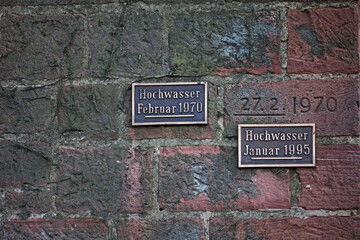 Hochwasser
Februar 1970
27. 2. 1970
Hochwasser
Januar 1995